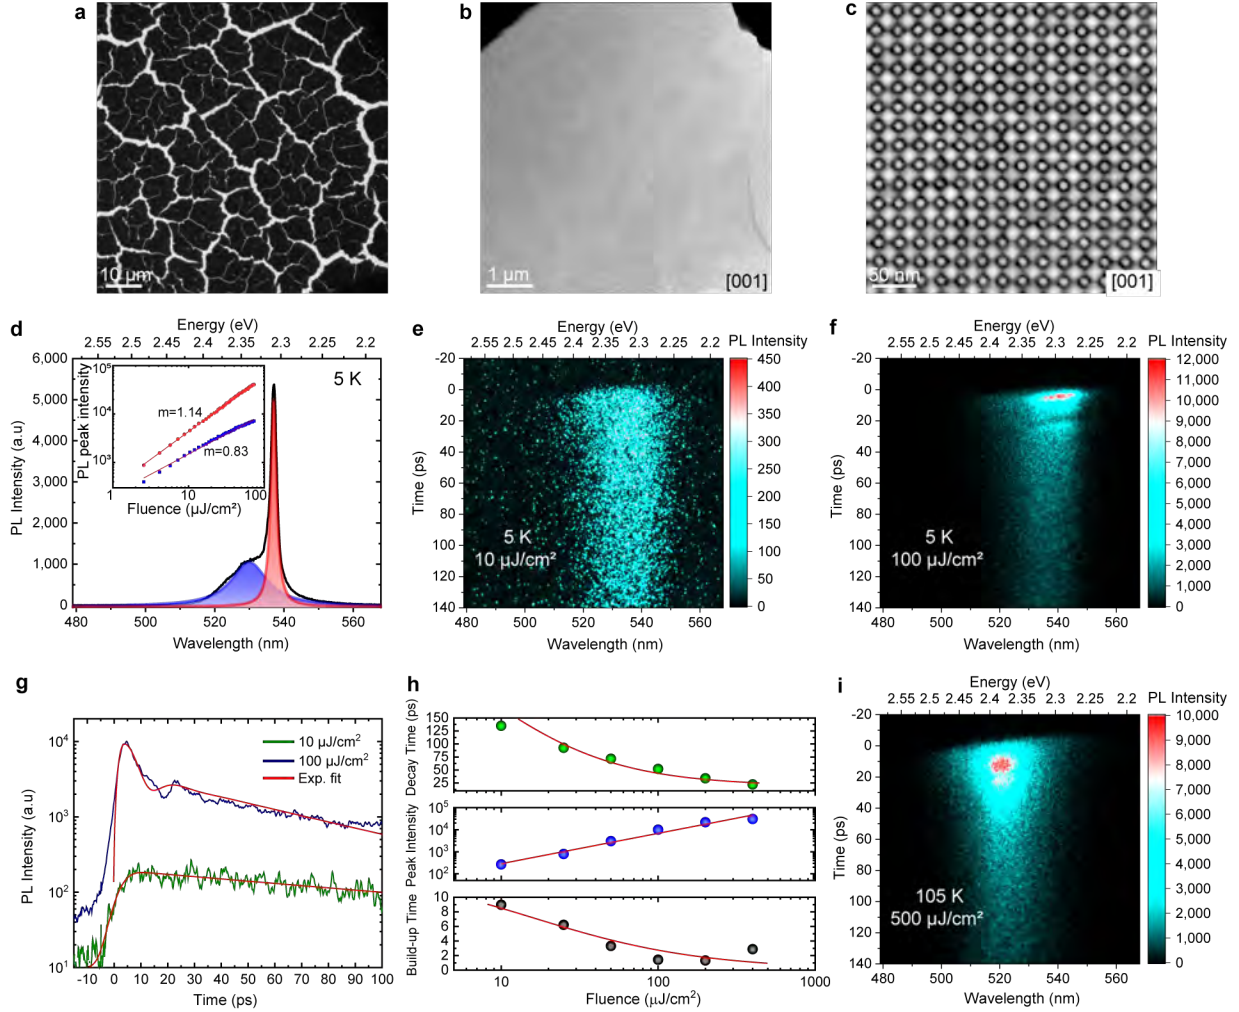 a
10 µm
b
1 µm
[001]
c
50 nm
[001]
d
Energy (eV)
2.55 2.5 2.45 2.4 2.35 2.3 2.25 2.2
6,000
5,000
4,000
3,000
2,000
1,000
0
PL Intensity (a.u)
5 K
PL peak intensity
10⁵
10⁴
10³
m=1.14
m=0.83
1 10 100
Fluence (µJ/cm²)
480 500 520 540 560
Wavelength (nm)
e
Energy (eV)
2.55 2.5 2.45 2.4 2.35 2.3 2.25 2.2
-20
0
20
40
60
80
100
120
140
Time (ps)
5 K
10 µJ/cm²
480 500 520 540 560
Wavelength (nm)
PL Intensity
450
400
350
300
250
200
150
100
50
0
f
Energy (eV)
2.55 2.5 2.45 2.4 2.35 2.3 2.25 2.2
-20
0
20
40
60
80
100
120
140
Time (ps)
5 K
100 µJ/cm²
480 500 520 540 560
Wavelength (nm)
PL Intensity
12,000
11,000
10,000
9,000
8,000
7,000
6,000
5,000
4,000
3,000
2,000
1,000
0
g
10⁴
10³
10²
10¹
PL Intensity (a.u)
10 µJ/cm²
100 µJ/cm²
Exp. fit
-10 0 10 20 30 40 50 60 70 80 90 100
Time (ps)
h
Decay Time (ps)
150
125
100
75
50
25
Peak Intensity
10⁵
10⁴
10³
10²
Build-up Time
10
8
6
4
2
0
10 100 1000
Fluence (µJ/cm²)
i
Energy (eV)
2.55 2.5 2.45 2.4 2.35 2.3 2.25 2.2
-20
0
20
40
60
80
100
120
140
Time (ps)
105 K
500 µJ/cm²
480 500 520 540 560
Wavelength (nm)
PL Intensity
10,000
9,000
8,000
7,000
6,000
5,000
4,000
3,000
2,000
1,000
0